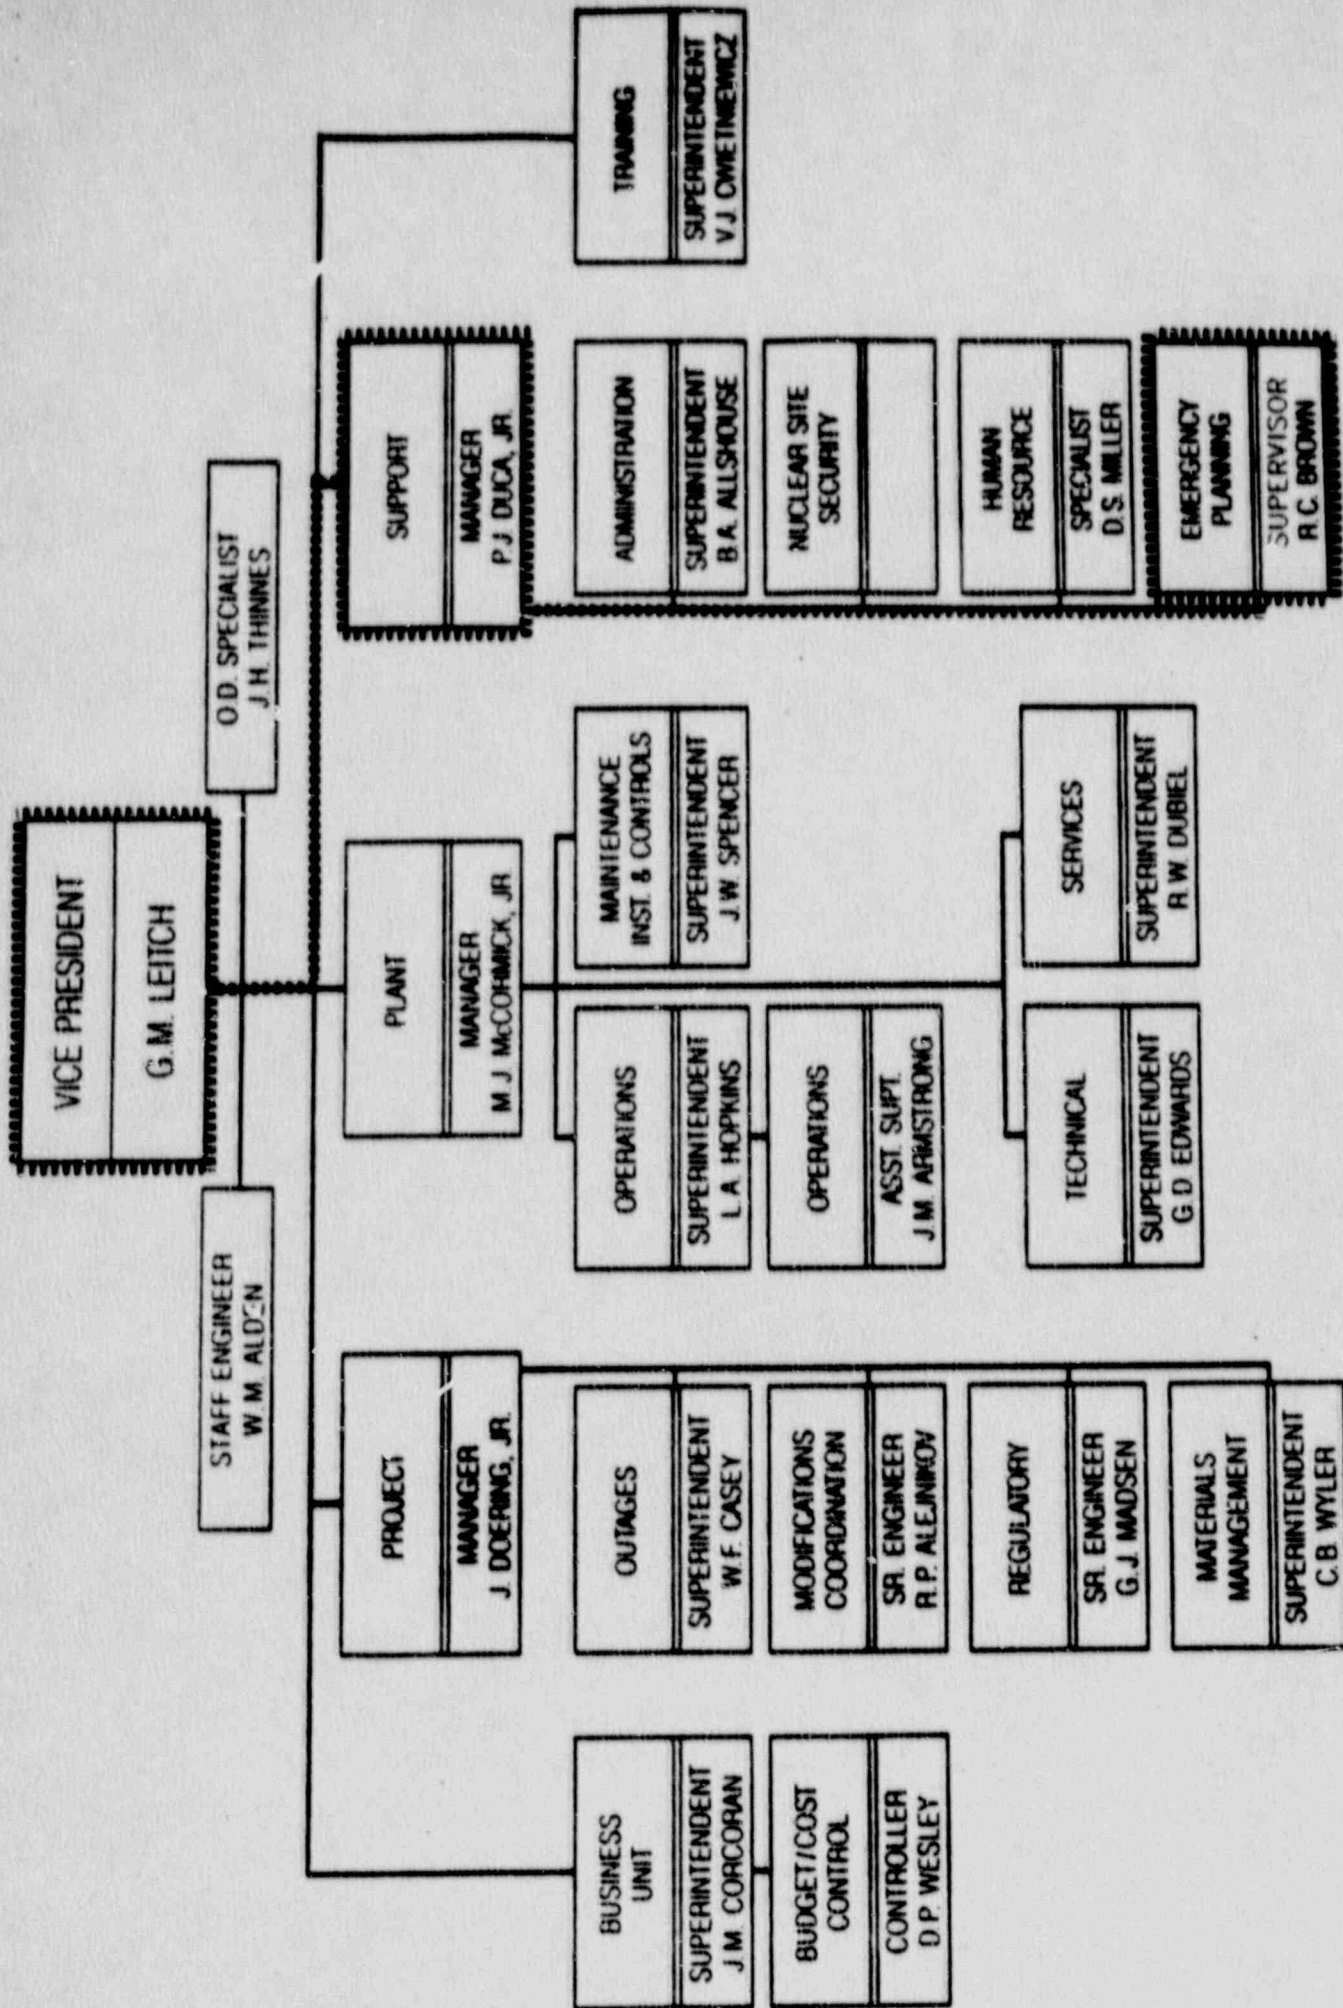 VICE PRESIDENT
G.M. LEITCH
STAFF ENGINEER
W.M. ALDEN
O.D. SPECIALIST
J.H. THINNES
PROJECT
MANAGER
J. DOERING, JR.
PLANT
MANAGER
M.J. McCORMICK, JR
SUPPORT
MANAGER
P.J. DUCA, JR.
BUSINESS
UNIT
SUPERINTENDENT
J.M. CORCORAN
BUDGET/COST
CONTROL
CONTROLLER
D.P. WESLEY
OUTAGES
SUPERINTENDENT
W.F. CASEY
MODIFICATIONS
COORDINATION
SR. ENGINEER
R.P. ALEJNIKOV
REGULATORY
SR. ENGINEER
G.J. MADSEN
MATERIALS
MANAGEMENT
SUPERINTENDENT
C.B. WYLER
OPERATIONS
SUPERINTENDENT
L.A. HOPKINS
OPERATIONS
ASST. SUPT.
J.M. ARMSTRONG
MAINTENANCE
INST. & CONTROLS
SUPERINTENDENT
J.W. SPENCER
TECHNICAL
SUPERINTENDENT
G.D. EDWARDS
SERVICES
SUPERINTENDENT
R.W. DUBIEL
ADMINISTRATION
SUPERINTENDENT
B.A. ALLSHOUSE
NUCLEAR SITE
SECURITY
HUMAN
RESOURCE
SPECIALIST
D.S. MILLER
EMERGENCY
PLANNING
SUPERVISOR
R.C. BROWN
TRAINING
SUPERINTENDENT
V.J. CWIETNIEWICZ